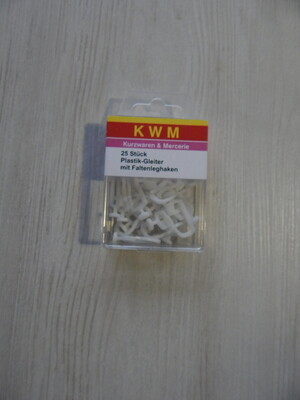 KWM
Kurzwaren & Mercerie
25 Stück
Plastik-Gleiter
mit Faltenleghaken